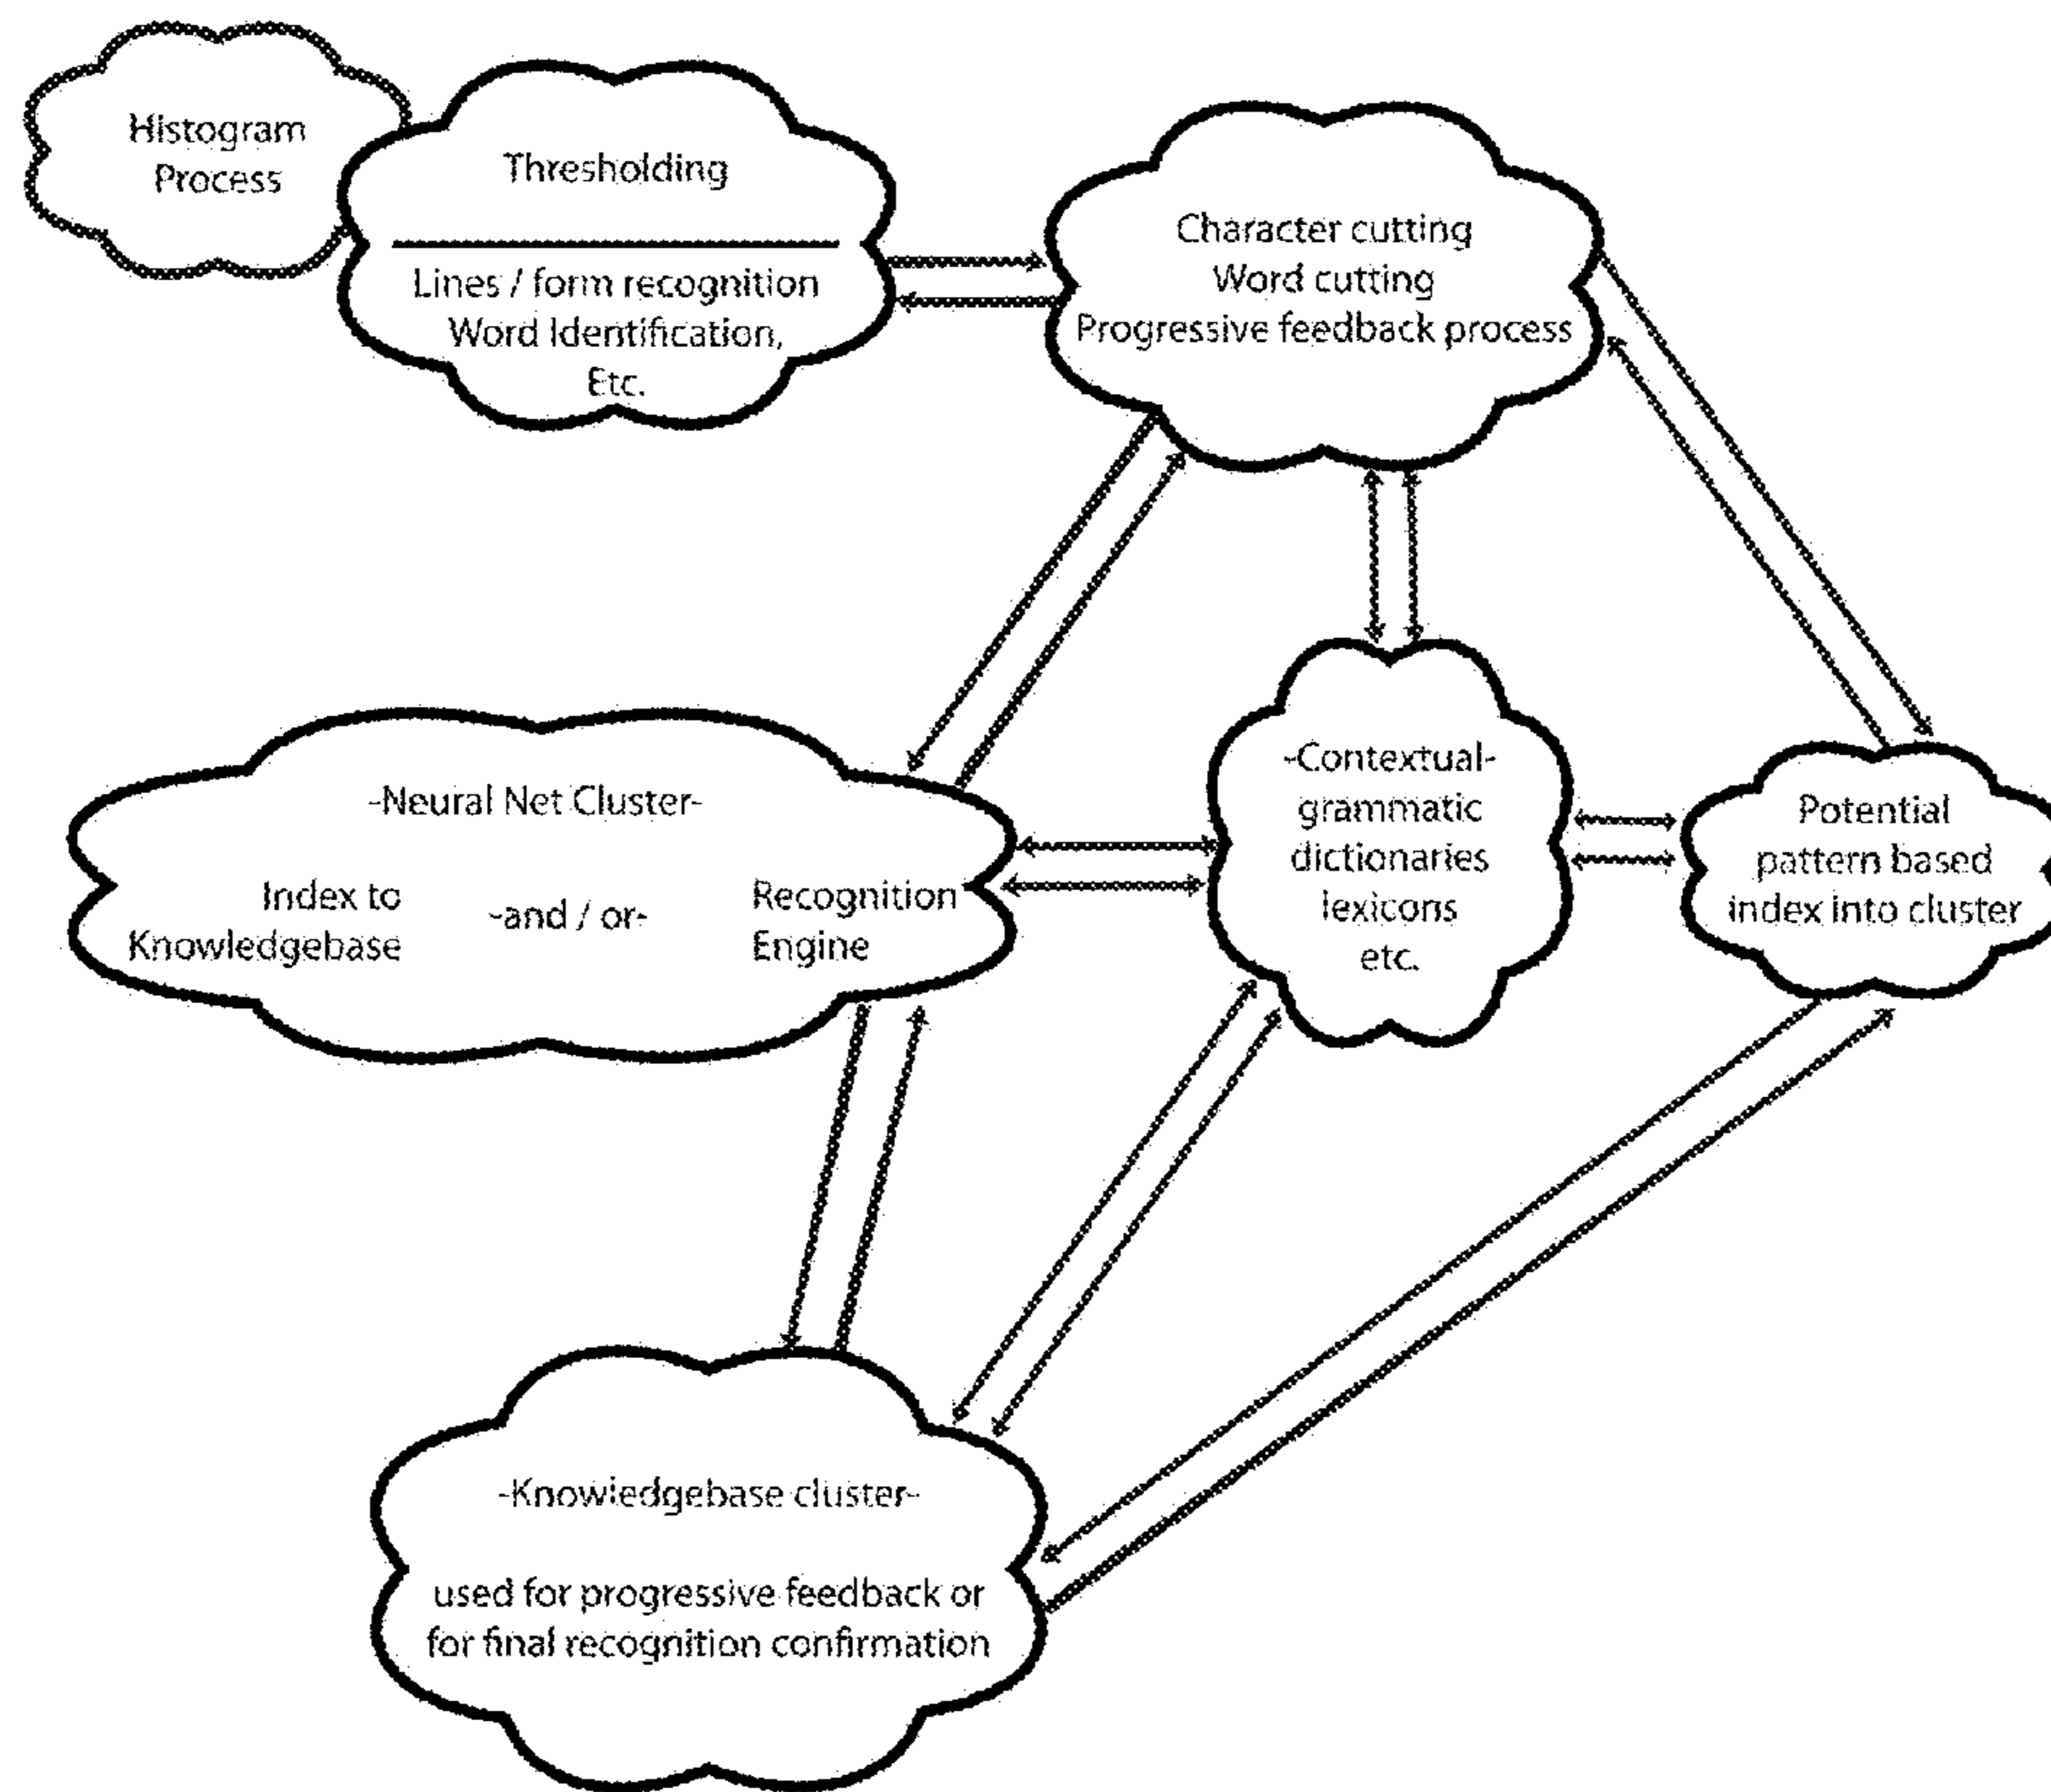 Histogram
Process
Thresholding
Lines / form recognition
Word Identification,
Etc.
Character cutting
Word cutting
Progressive feedback process
-Neural Net Cluster-
Index to
Knowledgebase
-and / or-
Recognition
Engine
-Contextual-
grammatic
dictionaries
lexicons
etc.
Potential
pattern based
index into cluster
-Knowledgebase cluster-
used for progressive feedback or
for final recognition confirmation